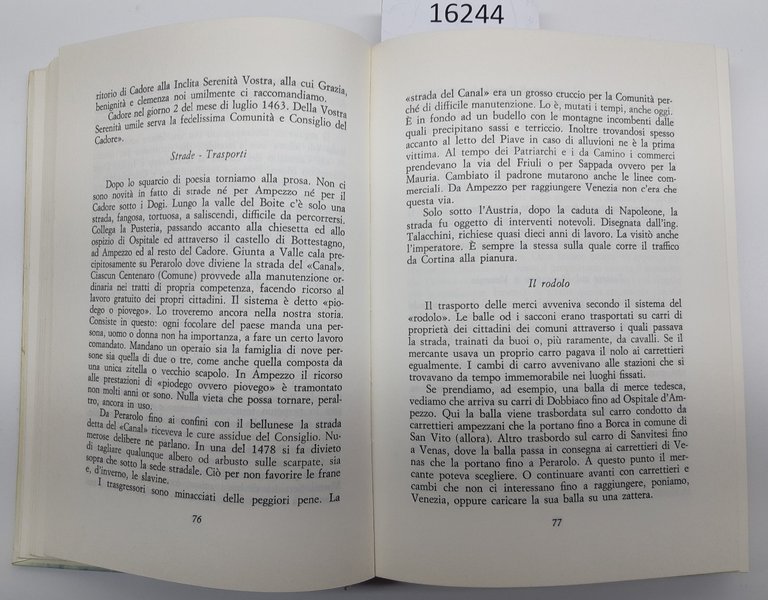 16244
ritorio di Cadore alla Inclita Serenità Vostra, alla cui Grazia,
benignità e clemenza noi umilmente ci raccomandiamo.
Cadore nel giorno 2 del mese di luglio 1463. Della Vostra
Serenità umile serva la fedelissima Comunità e Consiglio del
Cadore».
Strade - Trasporti
Dopo lo squarcio di poesia torniamo alla prosa. Non ci
sono novità in fatto di strade né per Ampezzo né per il
Cadore sotto i Dogi. Lungo la valle del Boite c'è solo una
strada, fangosa, tortuosa, a saliscendi, difficile da percorrersi.
Collega la Pusteria, passando accanto alla chiesetta ed allo
ospizio di Ospitale ed attraverso il castello di Bottestagno,
ad Ampezzo ed al resto del Cadore. Giunta a Valle cala pre-
cipitosamente su Perarolo dove diviene la strada del «Canal».
Ciascun Centenaro (Comune) provvede alla manutenzione or-
dinaria nei tratti di propria competenza, facendo ricorso al
lavoro gratuito dei propri cittadini. Il sistema è detto «pio-
dego o piovego». Lo troveremo ancora nella nostra storia.
Consiste in questo: ogni focolare del paese manda una per-
sona, uomo o donna non ha importanza, a fare un certo lavoro
comandato. Mandano un operaio sia la famiglia di nove per-
sone sia quella di due o tre, come anche quella composta da
una unica zitella o vecchio scapolo. In Ampezzo il ricorso
alle prestazioni di «piodego ovvero piovego» è tramontato
non molti anni or sono. Nulla vieta che possa tornare, peral-
tro, ancora in uso.
Da Perarolo fino ai confini con il bellunese la strada
detta del «Canal» riceveva le cure assidue del Consiglio. Nu-
merose delibere ne parlano. In una del 1478 si fa divieto
di tagliare qualunque albero od arbusto sulle scarpate, sia
sopra che sotto la sede stradale. Ciò per non favorire le frane
e, d'inverno, le slavine.
I trasgressori sono minacciati delle peggiori pene. La
76
«strada del Canal» era un grosso cruccio per la Comunità per-
ché di difficile manutenzione. Lo è, mutati i tempi, anche oggi.
È in fondo ad un budello con le montagne incombenti dalle
quali precipitano sassi e terriccio. Inoltre trovandosi spesso
accanto al letto del Piave in caso di alluvioni ne è la prima
vittima. Al tempo dei Patriarchi e i da Camino i commerci
prendevano la via del Friuli o per Sappada ovvero per la
Mauria. Cambiato il padrone mutarono anche le linee com-
merciali. Da Ampezzo per raggiungere Venezia non c'era che
questa via.
Solo sotto l'Austria, dopo la caduta di Napoleone, la
strada fu oggetto di interventi notevoli. Disegnata dall'ing.
Talacchini, richiese quasi dieci anni di lavoro. La visitò anche
l'imperatore. È sempre la stessa sulla quale corre il traffico
da Cortina alla pianura.
Il rodolo
Il trasporto delle merci avveniva secondo il sistema del
«rodolo». Le balle od i sacconi erano trasportati su carri di
proprietà dei cittadini dei comuni attraverso i quali passava
la strada, trainati da buoi o, più raramente, da cavalli. Se il
mercante usava un proprio carro pagava il nolo ai carrettieri
egualmente. I cambi di carro avvenivano alle stazioni che si
trovavano da tempo immemorabile nei luoghi fissati.
Se prendiamo, ad esempio, una balla di merce tedesca,
vediamo che arriva su carri di Dobbiaco fino ad Ospitale d'Am-
pezzo. Qui la balla viene trasbordata sul carro condotto da
carrettieri ampezzani che la portano fino a Borca in comune di
San Vito (allora). Altro trasbordo sul carro di Sanvitesi fino
a Venas, dove la balla passa in consegna ai carrettieri di Ve-
nas che la portano fino a Perarolo. A questo punto il mer-
cante poteva scegliere. O continuare avanti con carrettieri e
cambi che non ci interessano fino a raggiungere, poniamo,
Venezia, oppure caricare la sua balla su una zattera.
77